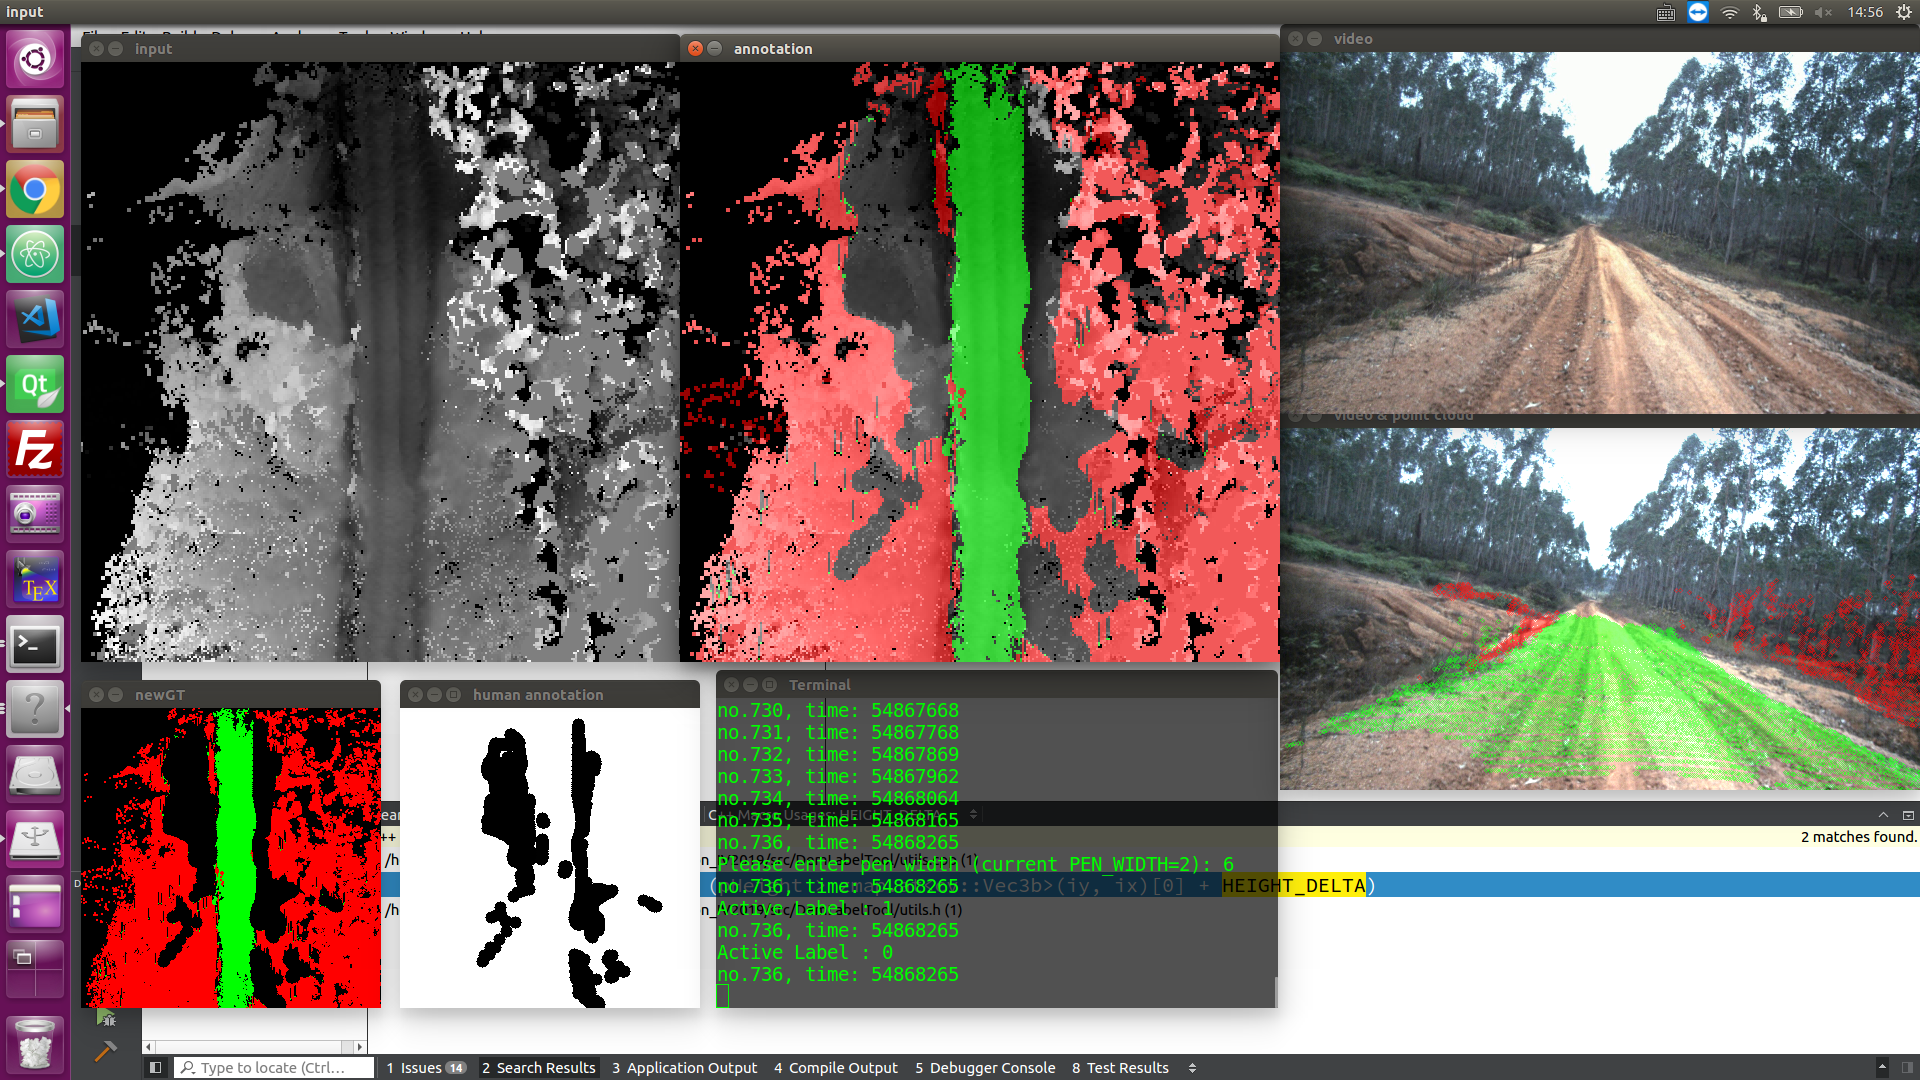 input
14:56
input
annotation
video
video & point cloud
newGT
human annotation
Terminal
no.730, time: 54867668
no.731, time: 54867768
no.732, time: 54867869
no.733, time: 54867962
no.734, time: 54868064
no.735, time: 54868165
no.736, time: 54868265
Please enter pen width (current PEN_WIDTH=2): 6
no.736, time: 54868265
Active Label : 1
no.736, time: 54868265
Active Label : 0
no.736, time: 54868265
2 matches found.
::Vec3b>(iy, ix)[0] + HEIGHT_DELTA)
/src/DemLabelTool/utils.h (1)
Qt
Fz
TEX
Type to locate (Ctrl...
1 Issues 14
2 Search Results
3 Application Output
4 Compile Output
5 Debugger Console
8 Test Results